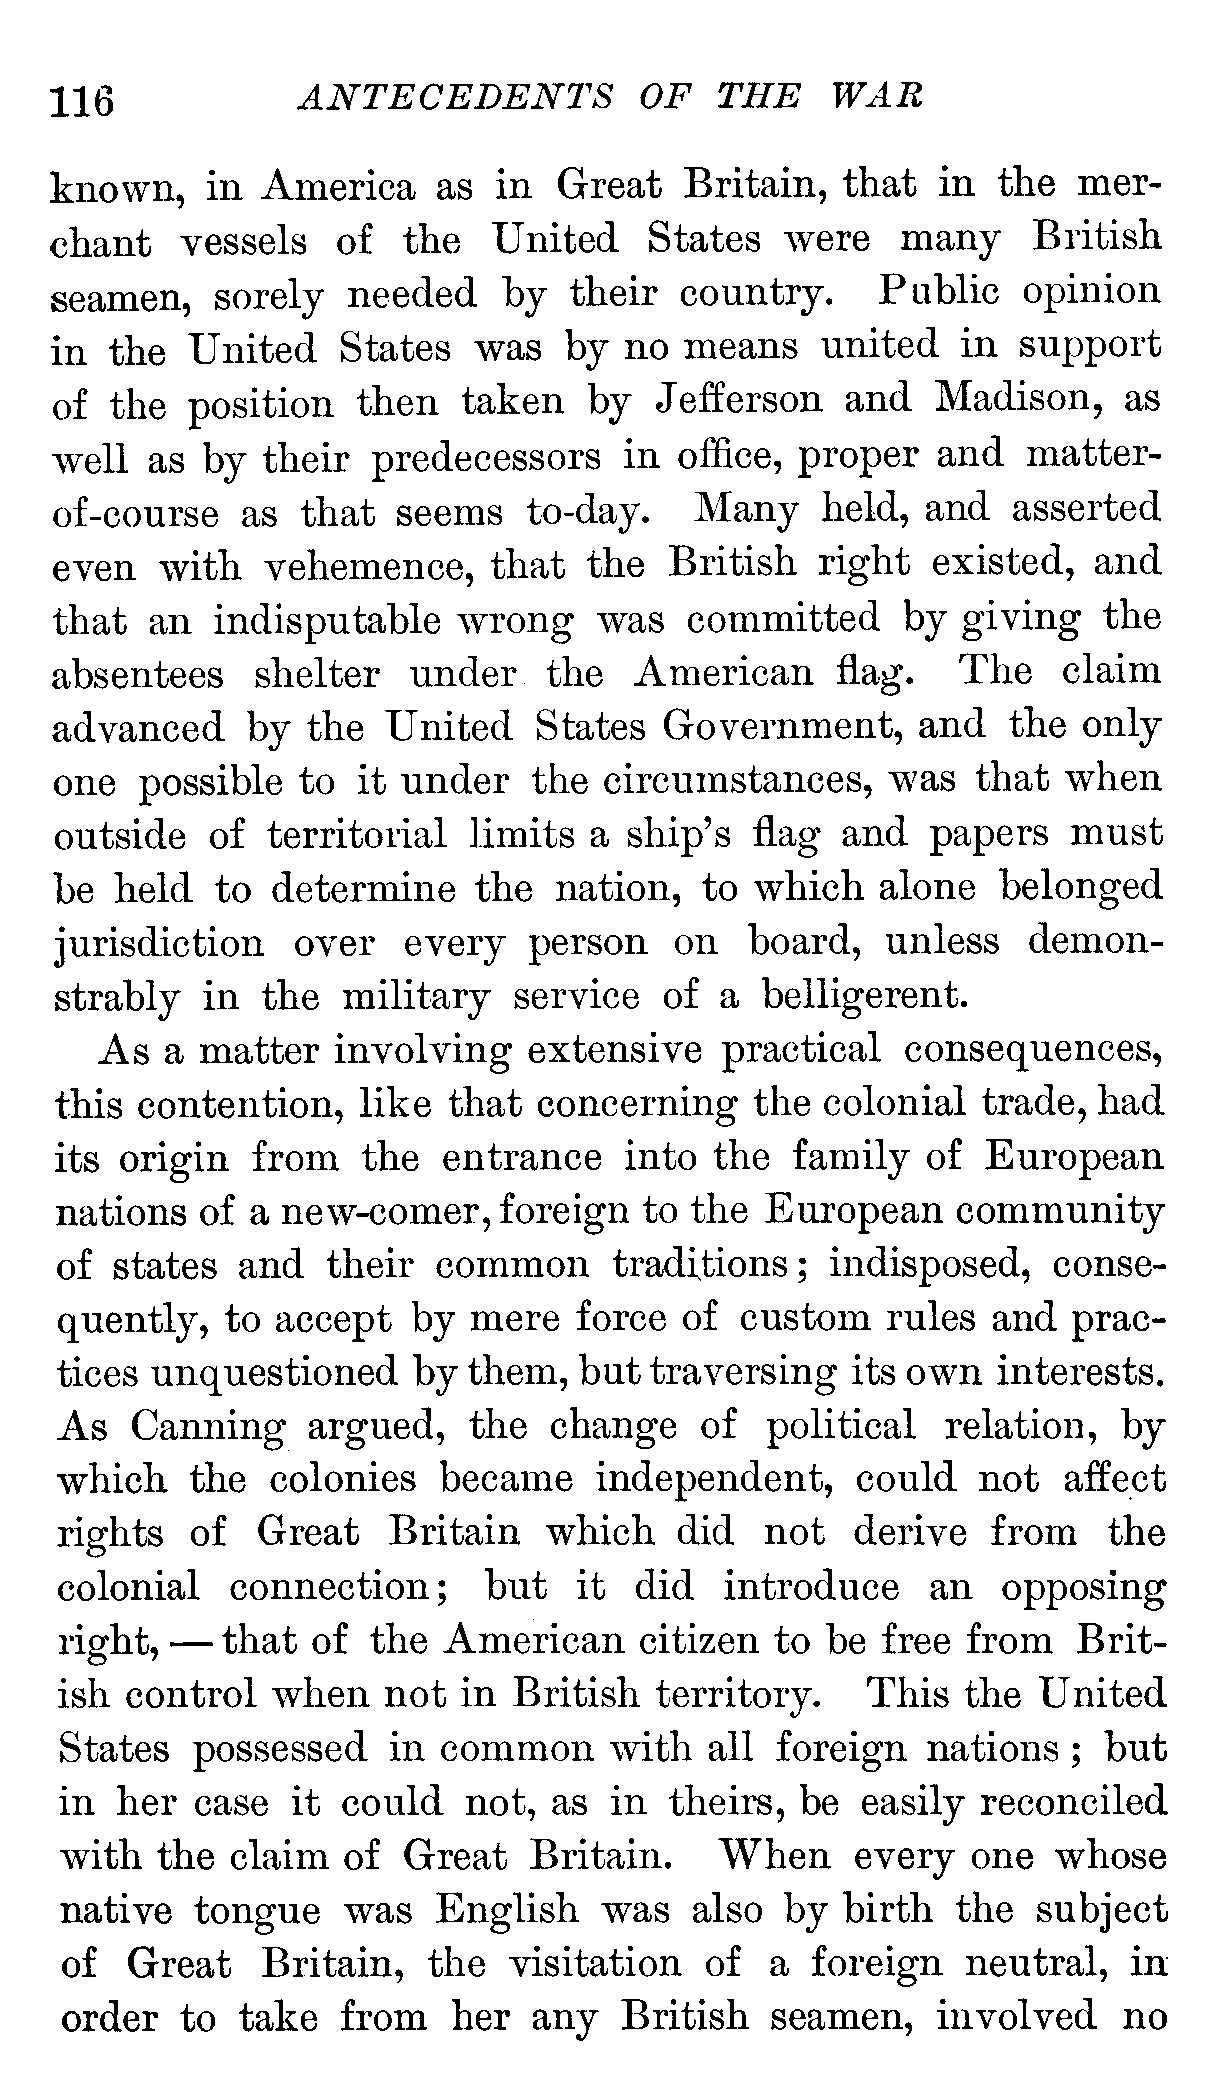 116 ANTECEDENTS OF THE WAR
known, in America as in Great Britain, that in the mer-
chant vessels of the United States were many British
seamen, sorely needed by their country. Public opinion
in the United States was by no means united in support
of the position then taken by Jefferson and Madison, as
well as by their predecessors in office, proper and matter-
of-course as that seems to-day. Many held, and asserted
even with vehemence, that the British right existed, and
that an indisputable wrong was committed by giving the
absentees shelter under the American flag. The claim
advanced by the United States Government, and the only
one possible to it under the circumstances, was that when
outside of territorial limits a ship's flag and papers must
be held to determine the nation, to which alone belonged
jurisdiction over every person on board, unless demon-
strably in the military service of a belligerent.
As a matter involving extensive practical consequences,
this contention, like that concerning the colonial trade, had
its origin from the entrance into the family of European
nations of a new-comer, foreign to the European community
of states and their common traditions; indisposed, conse-
quently, to accept by mere force of custom rules and prac-
tices unquestioned by them, but traversing its own interests.
As Canning argued, the change of political relation, by
which the colonies became independent, could not affect
rights of Great Britain which did not derive from the
colonial connection; but it did introduce an opposing
right, — that of the American citizen to be free from Brit-
ish control when not in British territory. This the United
States possessed in common with all foreign nations; but
in her case it could not, as in theirs, be easily reconciled
with the claim of Great Britain. When every one whose
native tongue was English was also by birth the subject
of Great Britain, the visitation of a foreign neutral, in
order to take from her any British seamen, involved no